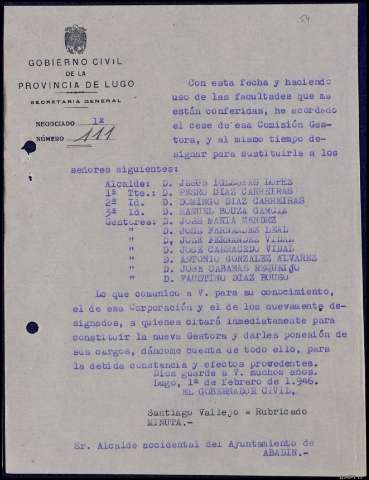 54
GOBIERNO CIVIL
DE LA
PROVINCIA DE LUGO
SECRETARIA GENERAL
NEGOCIADO 1º
NÚMERO 111
Con esta fecha y haciendo
uso de las facultades que me
están conferidas, he acordado
el cese de esa Comisión Ges-
tora, y al mismo tiempo de-
signar para sustituirla a los
señores siguientes:
Alcalde: D. JESUS IGLESIAS LOPEZ
1º Tte.: D. PEDRO DIAZ CARREIRAS
2º Id. D. DOMINGO DIAZ CARREIRAS
3º Id. D. MANUEL BOUZA GARCIA
Gestores: D. JOSE MARIA MENDEZ
" D. JOSE FERNANDEZ LEAL
" D. JOSE FERNANDEZ VIDAL
" D. JOSE CARBACEDO VIDAL
" D. ANTONIO GONZALEZ ALVAREZ
" D. JOSE CABANAS REQUEIJO
" D. FAUSTINO DIAZ BOUSO
Lo que comunico a V. para su conocimiento,
el de esa Corporación y el de los nuevamente de-
signados, a quienes citará inmediatamente para
constituir la nueva Gestora y darles posesión de
sus cargos, dándome cuenta de todo ello, para
la debida constancia y efectos procedentes.
Dios guarde a V. muchos años.
Lugo, 1º de febrero de 1.946.
EL GOBERNADOR CIVIL,
Santiago Vallejo = Rubricado
MINUTA.-
Sr. Alcalde accidental del Ayuntamiento de
ABADIN.-